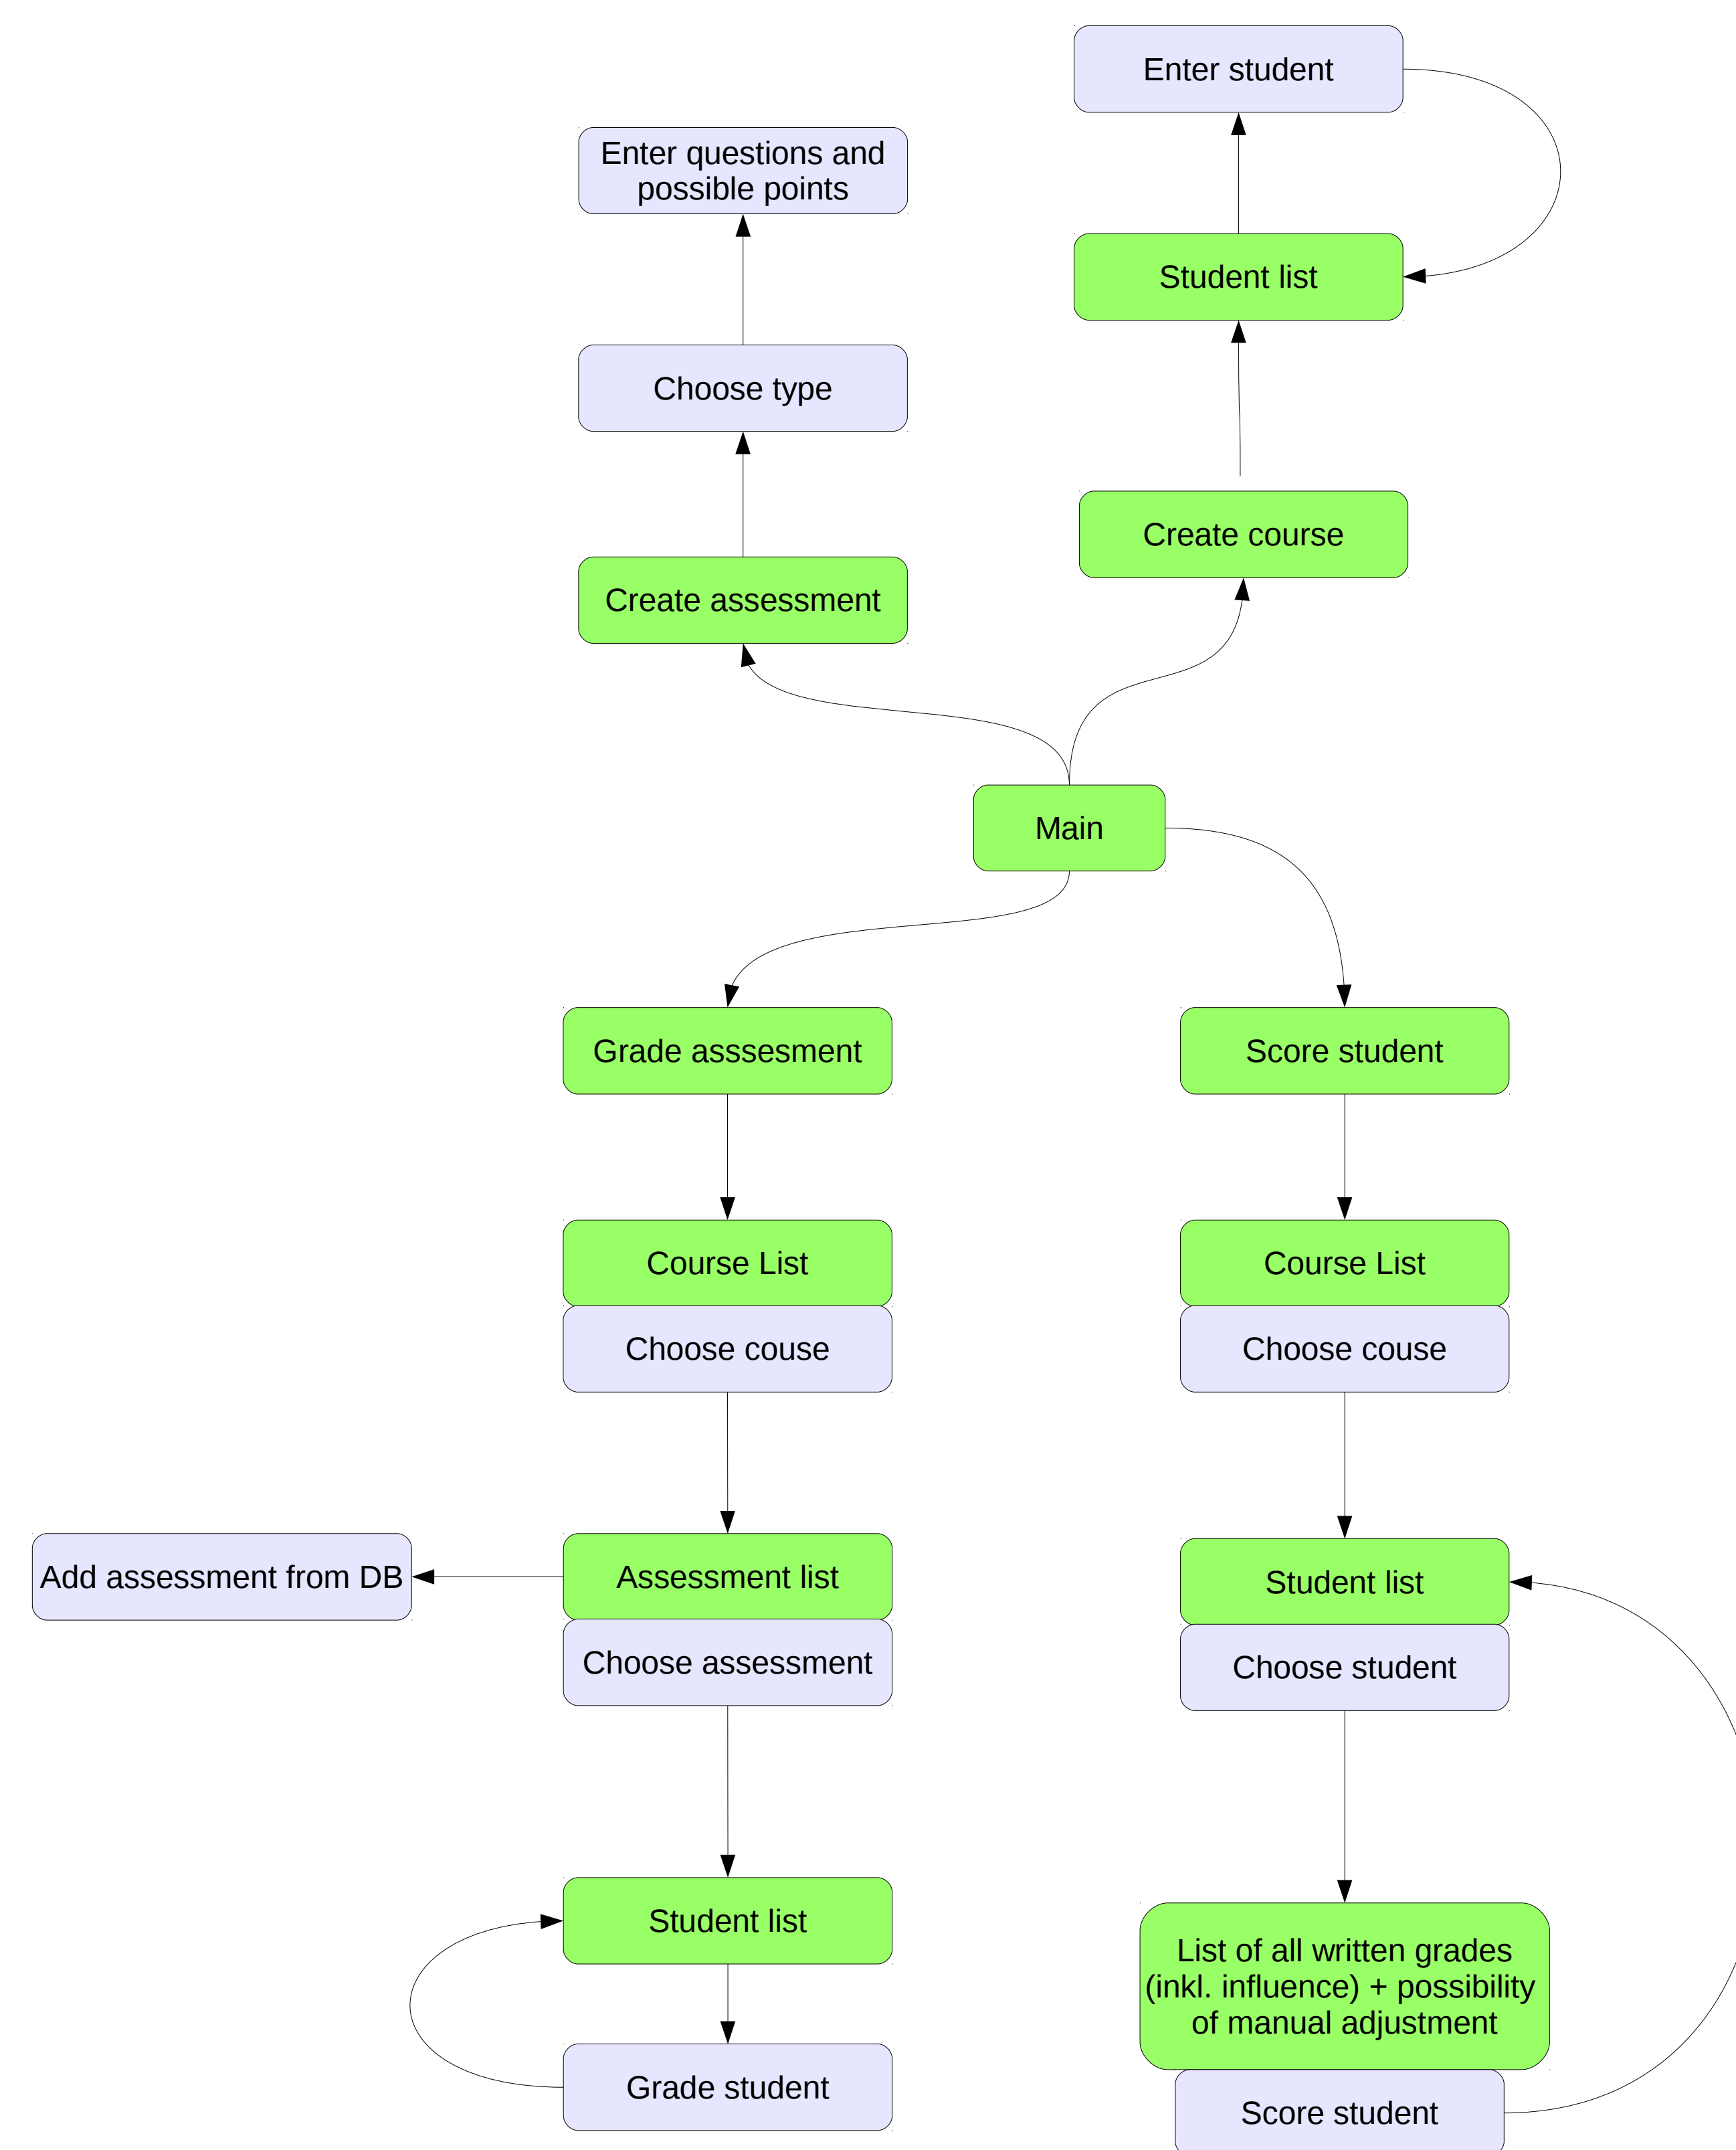 Enter student
Enter questions and
possible points
Student list
Choose type
Create course
Create assessment
Main
Grade asssesment
Score student
Course List
Course List
Choose couse
Choose couse
Add assessment from DB
Assessment list
Student list
Choose assessment
Choose student
Student list
List of all written grades
(inkl. influence) + possibility
of manual adjustment
Grade student
Score student